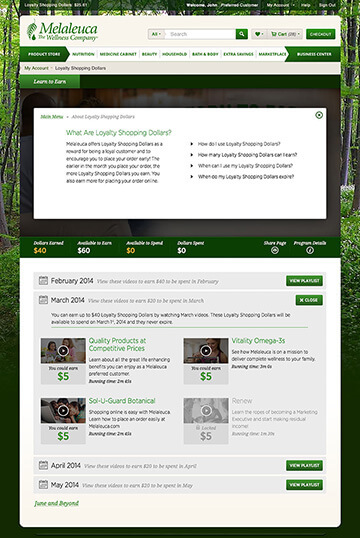 Loyalty Shopping Dollars: $35.61
Welcome, John. Preferred Customer
My Account
Help
Sign Out
Melaleuca
The Wellness Company
All
Search
Cart (28)
CHECKOUT
PRODUCT STORE
NUTRITION
MEDICINE CABINET
BEAUTY
HOUSEHOLD
BATH & BODY
EXTRA SAVINGS
MARKETPLACE
BUSINESS CENTER
My Account
Loyalty Shopping Dollars
Learn to Earn
Main Menu
About Loyalty Shopping Dollars
What Are Loyalty Shopping Dollars?
Melaleuca offers Loyalty Shopping Dollars as a
reward for being a loyal customer and to
encourage you to place your order early! The
earlier in the month you place your order, the
more Loyalty Shopping Dollars you earn. You
also earn more for placing your order online.
How do I use Loyalty Shopping Dollars?
How many Loyalty Shopping Dollars can I earn?
When can I use my Loyalty Shopping Dollars?
When do my Loyalty Shopping Dollars expire?
Dollars Earned
$40
Available to Earn
$60
Available to Spend
$0
Dollars Spent
$0
Share Page
Program Details
February 2014 View these videos to earn $40 to be spent in February
VIEW PLAYLIST
March 2014 View these videos to earn $20 to be spent in March
CLOSE
You can earn up to $40 Loyalty Shopping Dollars by watching March videos. These Loyalty Shopping Dollars will
be available to spend on March 1st, 2014 and they never expire.
Quality Products at
Competitive Prices
Learn about all the great life enhancing
benefits you can enjoy as a Melaleuca
preferred customer.
Running time: 2m 45s
You could earn
$5
Vitality Omega-3s
See how Melaleuca is on a mission to
deliver complete wellness to your family.
Running time: 3m 6s
You could earn
$5
Sol-U-Guard Botanical
Shopping online is easy with Melaleuca.
Learn how to place an order easily at
Melaleuca.com
Running time: 2m 41s
You could earn
$5
Renew
Learn the ropes of becoming a Marketing
Executive and start making residual
income!
Running time: 1m 20s
Locked
$5
April 2014 View these videos to earn $20 to be spent in April
VIEW PLAYLIST
May 2014 View these videos to earn $20 to be spent in May
VIEW PLAYLIST
June and Beyond